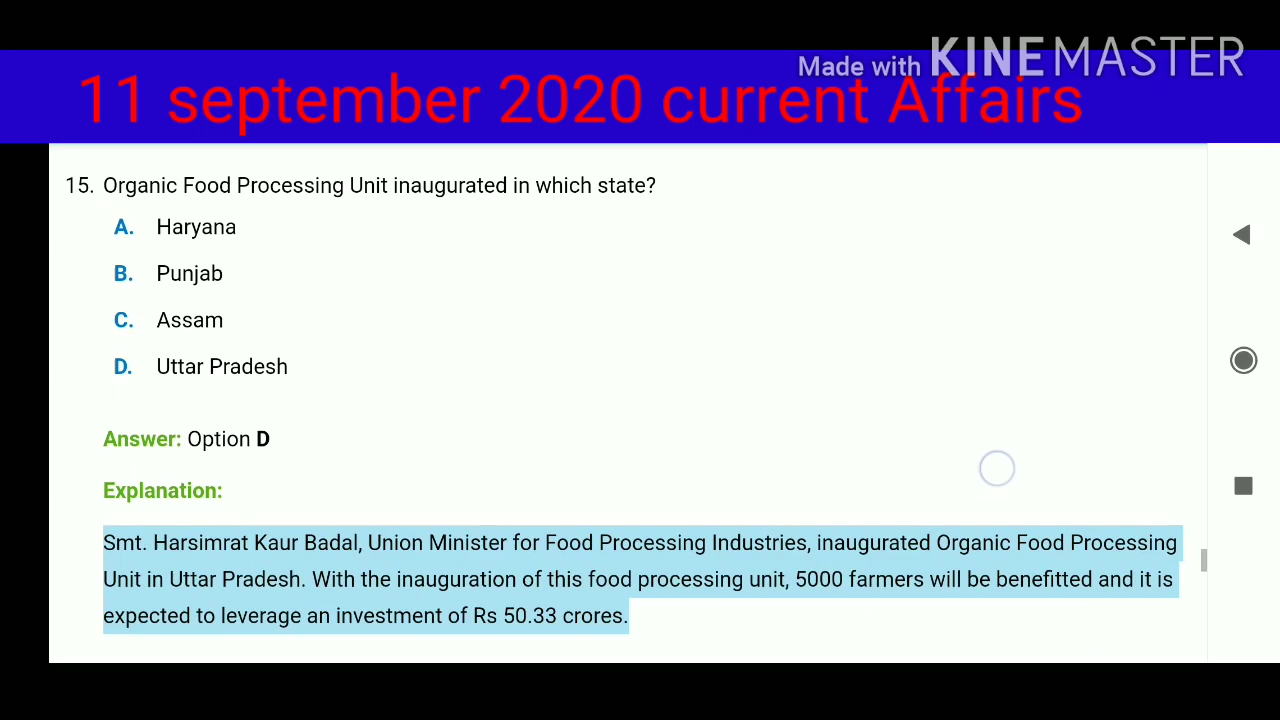 Made with KINEMASTER
11 september 2020 current Affairs
15. Organic Food Processing Unit inaugurated in which state?
A. Haryana
B. Punjab
C. Assam
D. Uttar Pradesh
Answer: Option D
Explanation:
Smt. Harsimrat Kaur Badal, Union Minister for Food Processing Industries, inaugurated Organic Food Processing
Unit in Uttar Pradesh. With the inauguration of this food processing unit, 5000 farmers will be benefitted and it is
expected to leverage an investment of Rs 50.33 crores.